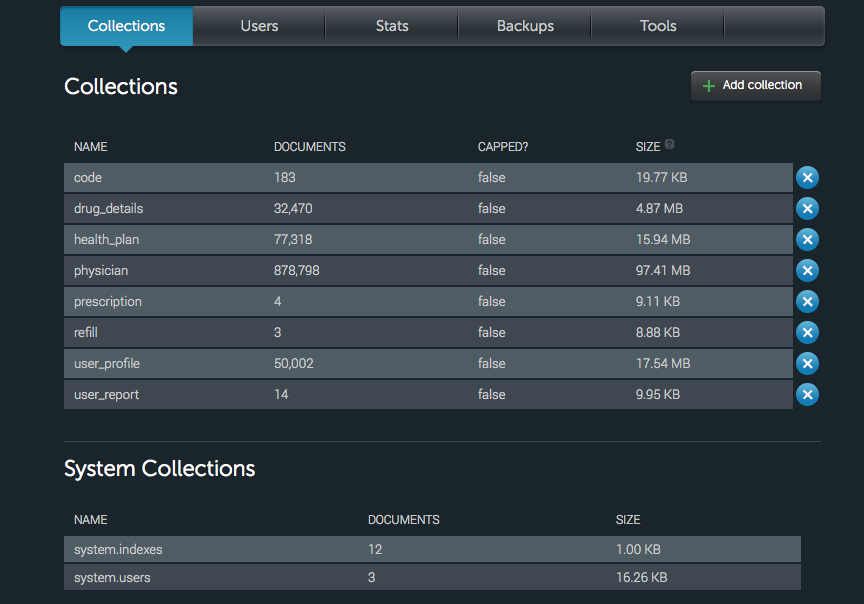 Collections Users Stats Backups Tools
Collections
+ Add collection
NAME DOCUMENTS CAPPED? SIZE ?
code 183 false 19.77 KB
drug_details 32,470 false 4.87 MB
health_plan 77,318 false 15.94 MB
physician 878,798 false 97.41 MB
prescription 4 false 9.11 KB
refill 3 false 8.88 KB
user_profile 50,002 false 17.54 MB
user_report 14 false 9.95 KB
System Collections
NAME DOCUMENTS SIZE
system.indexes 12 1.00 KB
system.users 3 16.26 KB